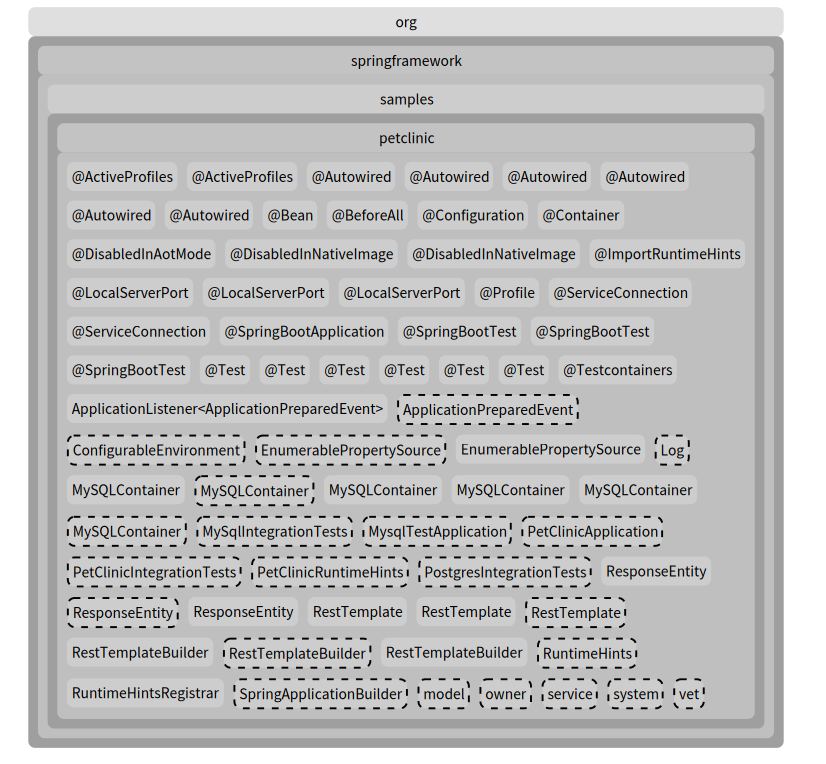 org
springframework
samples
petclinic
@ActiveProfiles @ActiveProfiles @Autowired @Autowired @Autowired @Autowired
@Autowired @Autowired @Bean @BeforeAll @Configuration @Container
@DisabledInAotMode @DisabledInNativeImage @DisabledInNativeImage @ImportRuntimeHints
@LocalServerPort @LocalServerPort @LocalServerPort @Profile @ServiceConnection
@ServiceConnection @SpringBootApplication @SpringBootTest @SpringBootTest
@SpringBootTest @Test @Test @Test @Test @Test @Test @Testcontainers
ApplicationListener<ApplicationPreparedEvent> ApplicationPreparedEvent
ConfigurableEnvironment EnumerablePropertySource EnumerablePropertySource Log
MySQLContainer MySQLContainer MySQLContainer MySQLContainer MySQLContainer
MySQLContainer MySqlIntegrationTests MysqlTestApplication PetClinicApplication
PetClinicIntegrationTests PetClinicRuntimeHints PostgresIntegrationTests ResponseEntity
ResponseEntity ResponseEntity RestTemplate RestTemplate RestTemplate
RestTemplateBuilder RestTemplateBuilder RestTemplateBuilder RuntimeHints
RuntimeHintsRegistrar SpringApplicationBuilder model owner service system vet